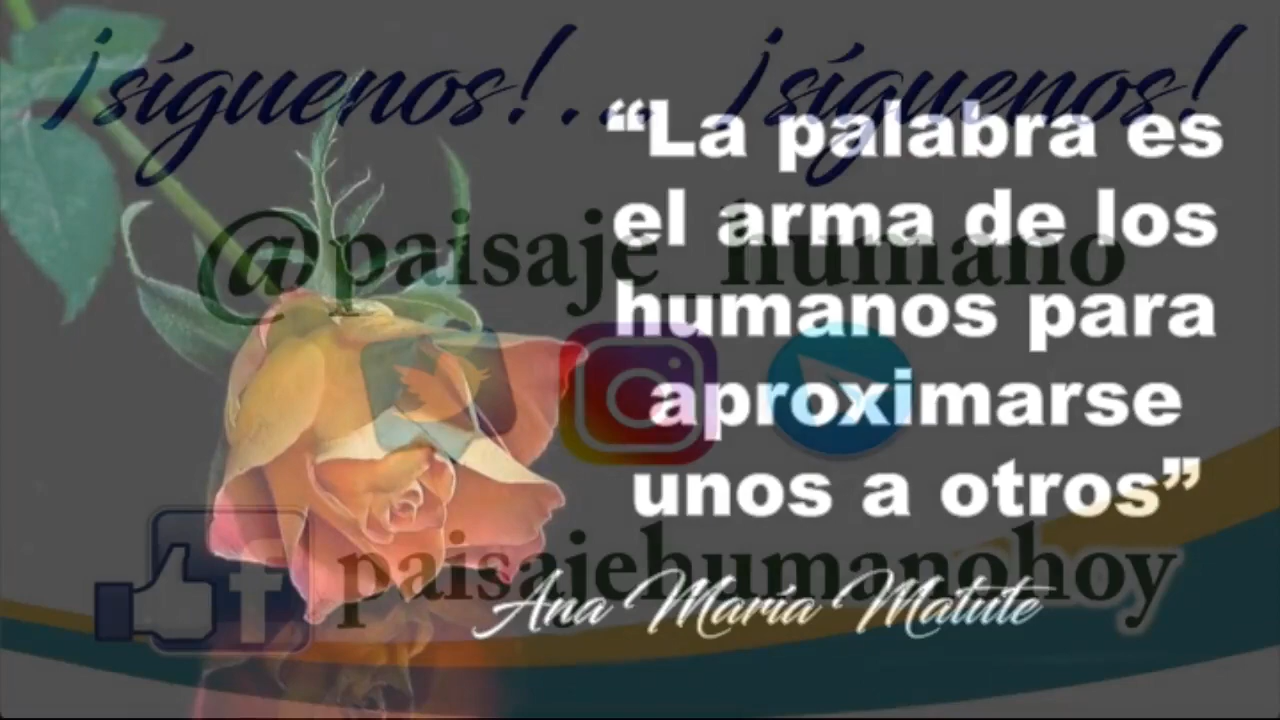 ¡síguenos!... ¡síguenos!
“La palabra es
el arma de los
humanos para
aproximarse
unos a otros”
Ana María Matute
@paisaje_humano
f paisajehumanohoy